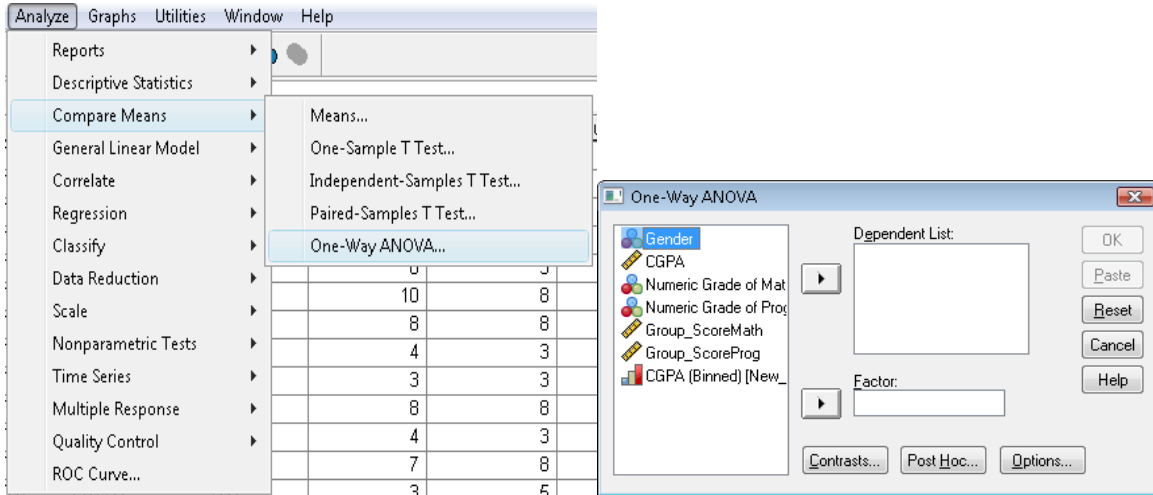 Analyze Graphs Utilities Window Help
Reports
Descriptive Statistics
Compare Means
General Linear Model
Correlate
Regression
Classify
Data Reduction
Scale
Nonparametric Tests
Time Series
Multiple Response
Quality Control
ROC Curve...
Means...
One-Sample T Test...
Independent-Samples T Test...
Paired-Samples T Test...
One-Way ANOVA...
10 8
8 8
4 3
3 3
8 8
4 3
7 8
3 5
One-Way ANOVA
Gender
CGPA
Numeric Grade of Mat
Numeric Grade of Prog
Group_ScoreMath
Group_ScoreProg
CGPA (Binned) [New_
Dependent List:
Factor:
OK
Paste
Reset
Cancel
Help
Contrasts... Post Hoc... Options...